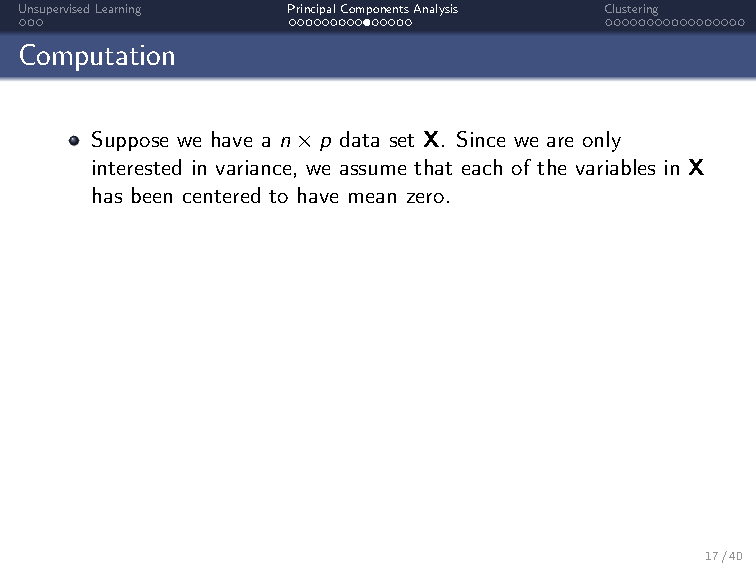 Unsupervised Learning
Principal Components Analysis
Clustering
Computation
Suppose we have a n × p data set X. Since we are only
interested in variance, we assume that each of the variables in X
has been centered to have mean zero.
17 / 40